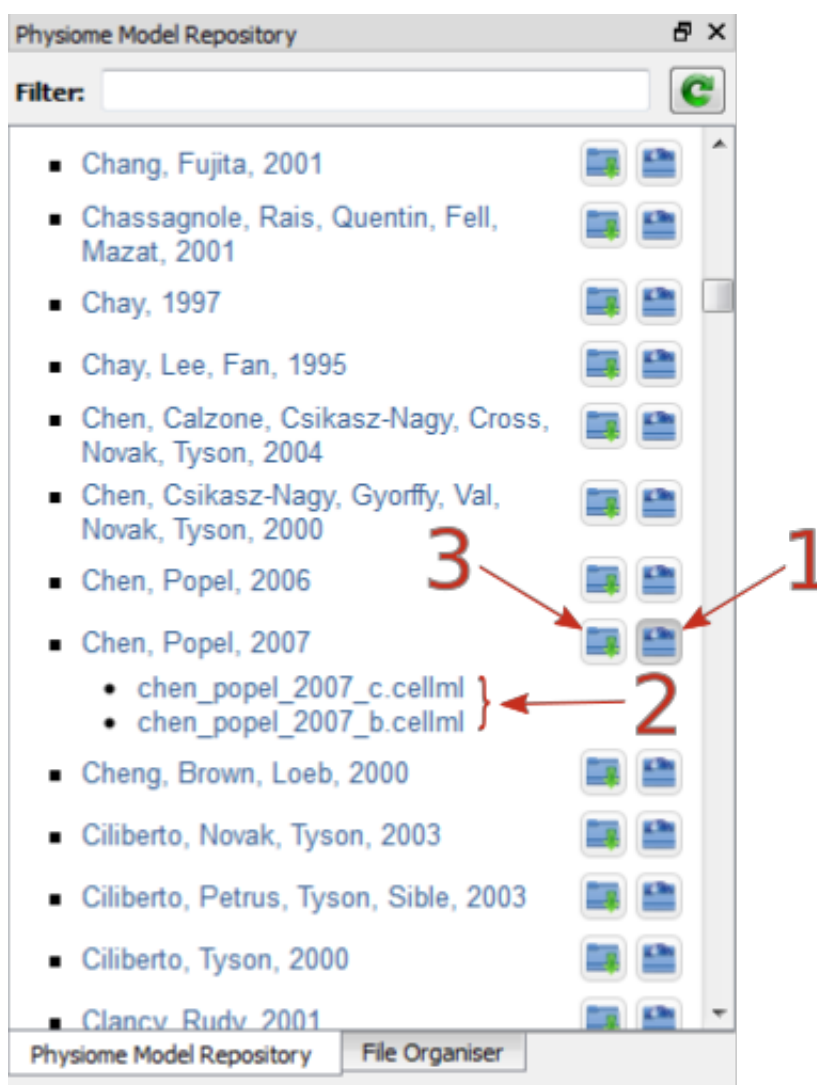 Physiome Model Repository
Filter:
Chang, Fujita, 2001
Chassagnole, Rais, Quentin, Fell,
Mazat, 2001
Chay, 1997
Chay, Lee, Fan, 1995
Chen, Calzone, Csikasz-Nagy, Cross,
Novak, Tyson, 2004
Chen, Csikasz-Nagy, Gyorffy, Val,
Novak, Tyson, 2000
3
1
Chen, Popel, 2006
Chen, Popel, 2007
chen_popel_2007_c.cellml
chen_popel_2007_b.cellml
} 2
Cheng, Brown, Loeb, 2000
Ciliberto, Novak, Tyson, 2003
Ciliberto, Petrus, Tyson, Sible, 2003
Ciliberto, Tyson, 2000
Clancy, Rudy, 2001
Physiome Model Repository
File Organiser